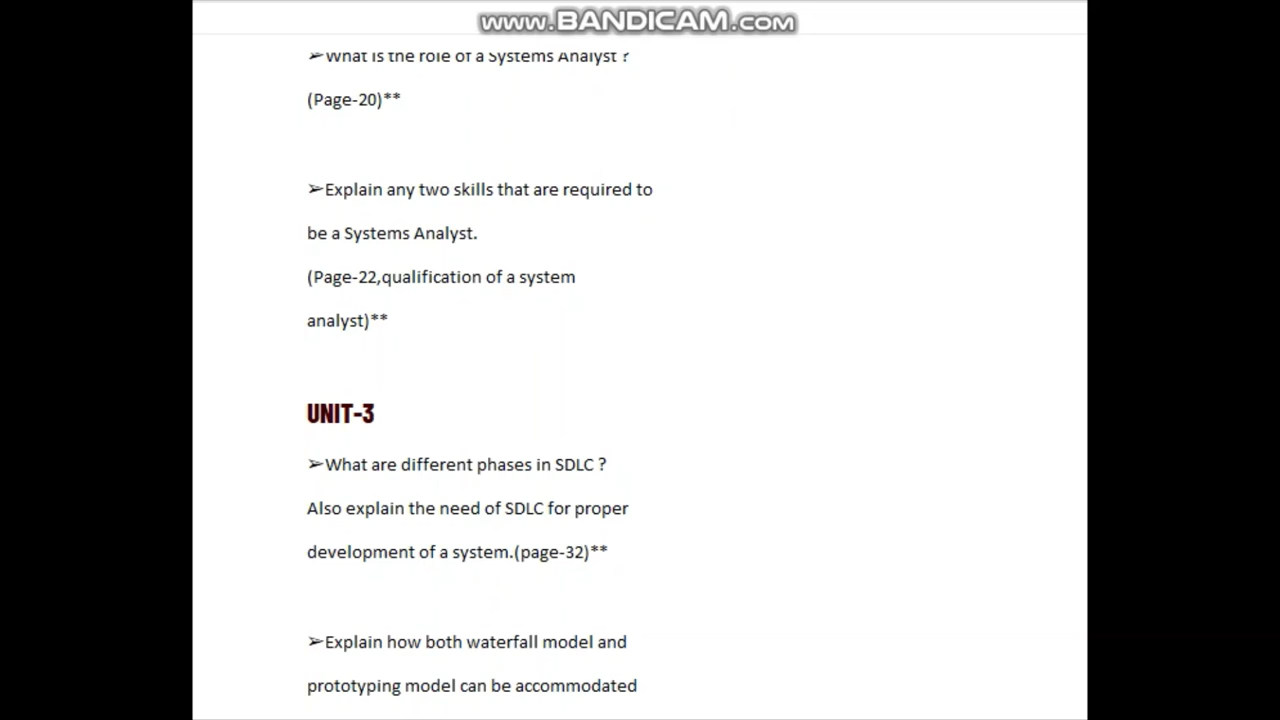 www.BANDICAM.com
➢What is the role of a Systems Analyst ?
(Page-20)**
➢Explain any two skills that are required to
be a Systems Analyst.
(Page-22,qualification of a system
analyst)**
UNIT-3
➢What are different phases in SDLC ?
Also explain the need of SDLC for proper
development of a system.(page-32)**
➢Explain how both waterfall model and
prototyping model can be accommodated